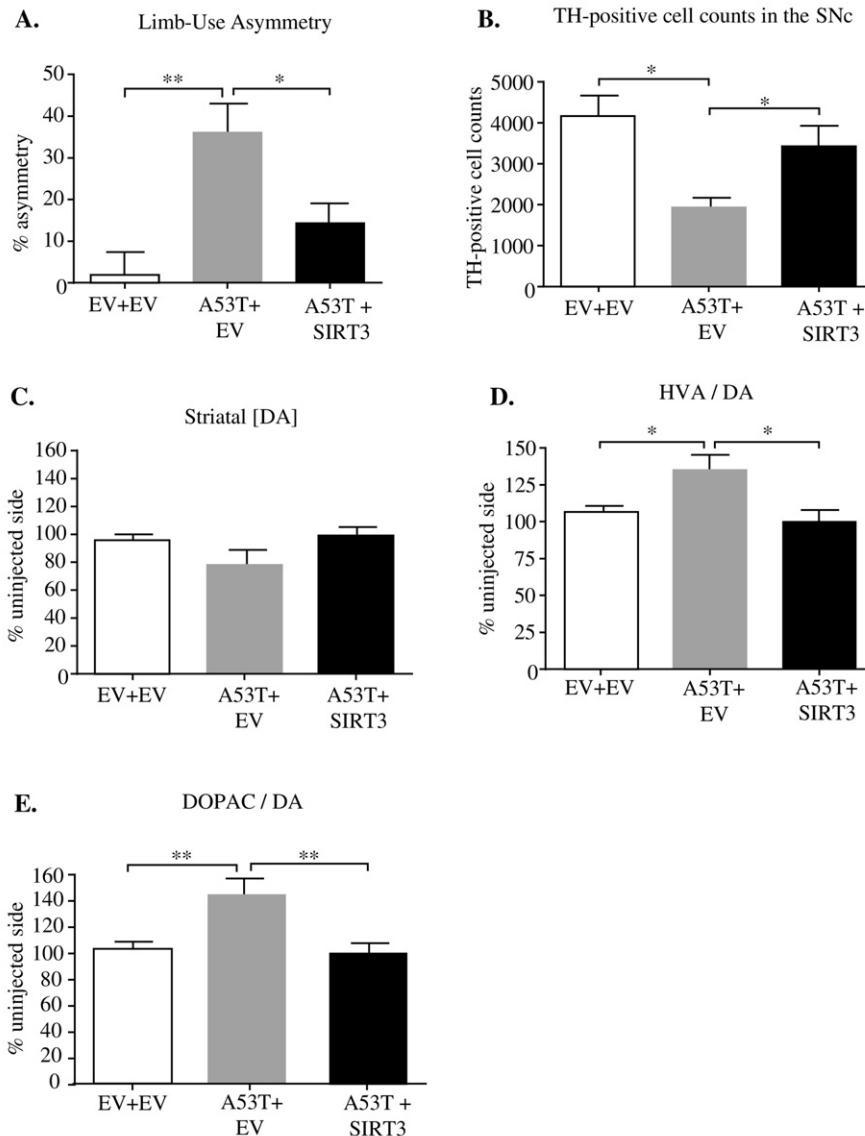 A.
Limb-Use Asymmetry
% asymmetry
50
40
30
20
10
0
**
*
EV+EV
A53T+
EV
A53T +
SIRT3
B.
TH-positive cell counts in the SNc
TH-positive cell counts
5000
4000
3000
2000
1000
0
*
*
EV+EV
A53T+
EV
A53T +
SIRT3
C.
Striatal [DA]
% uninjected side
160
140
120
100
80
60
40
20
0
EV+EV
A53T+
EV
A53T+
SIRT3
D.
HVA / DA
% uninjected side
150
125
100
75
50
25
0
*
*
EV+EV
A53T+
EV
A53T+
SIRT3
E.
DOPAC / DA
% uninjected side
160
140
120
100
80
60
40
20
0
**
**
EV+EV
A53T+
EV
A53T +
SIRT3